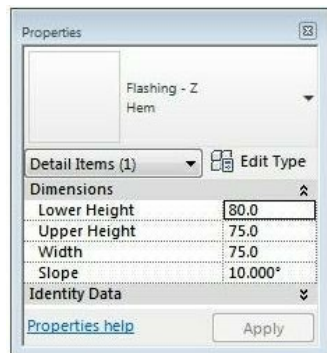 Properties
Flashing - Z
Hem
Detail Items (1) Edit Type
Dimensions
Lower Height 80.0
Upper Height 75.0
Width 75.0
Slope 10.000°
Identity Data
Properties help Apply